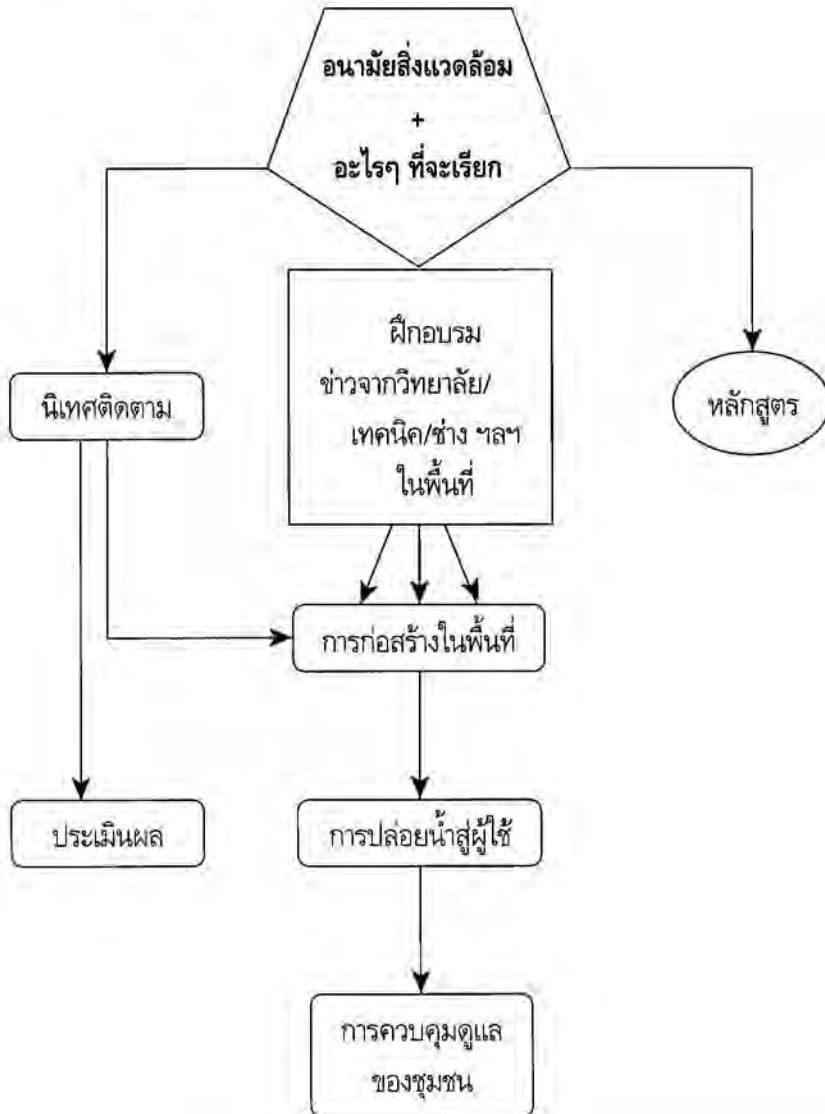 อนามัยสิ่งแวดล้อม
+
อะไรๆ ที่จะเรียก
ฝึกอบรม
ข่าวจากวิทยาลัย/
เทคนิค/ช่าง ฯลฯ
ในพื้นที่
นิเทศติดตาม
หลักสูตร
การก่อสร้างในพื้นที่
ประเมินผล
การปล่อยน้ำสู่ผู้ใช้
การควบคุมดูแล
ของชุมชน